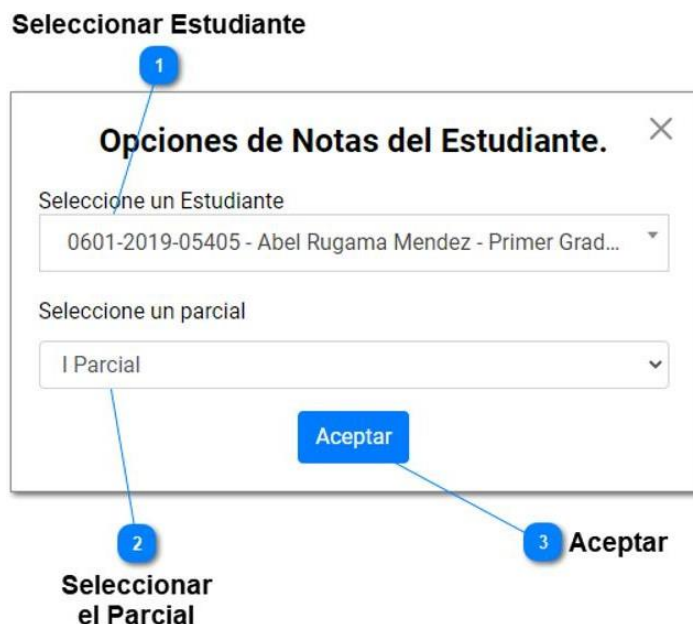 Seleccionar Estudiante
1
Opciones de Notas del Estudiante.
Seleccione un Estudiante
0601-2019-05405 - Abel Rugama Mendez - Primer Grad...
Seleccione un parcial
I Parcial
Aceptar
2
3 Aceptar
Seleccionar
el Parcial